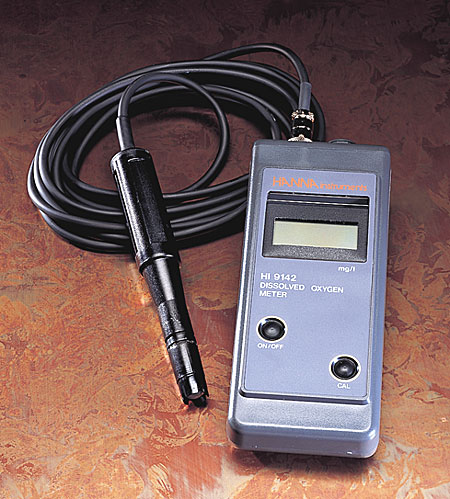 HANNA instruments
mg/l
HI 9142
DISSOLVED OXYGEN
METER
ON/OFF
CAL